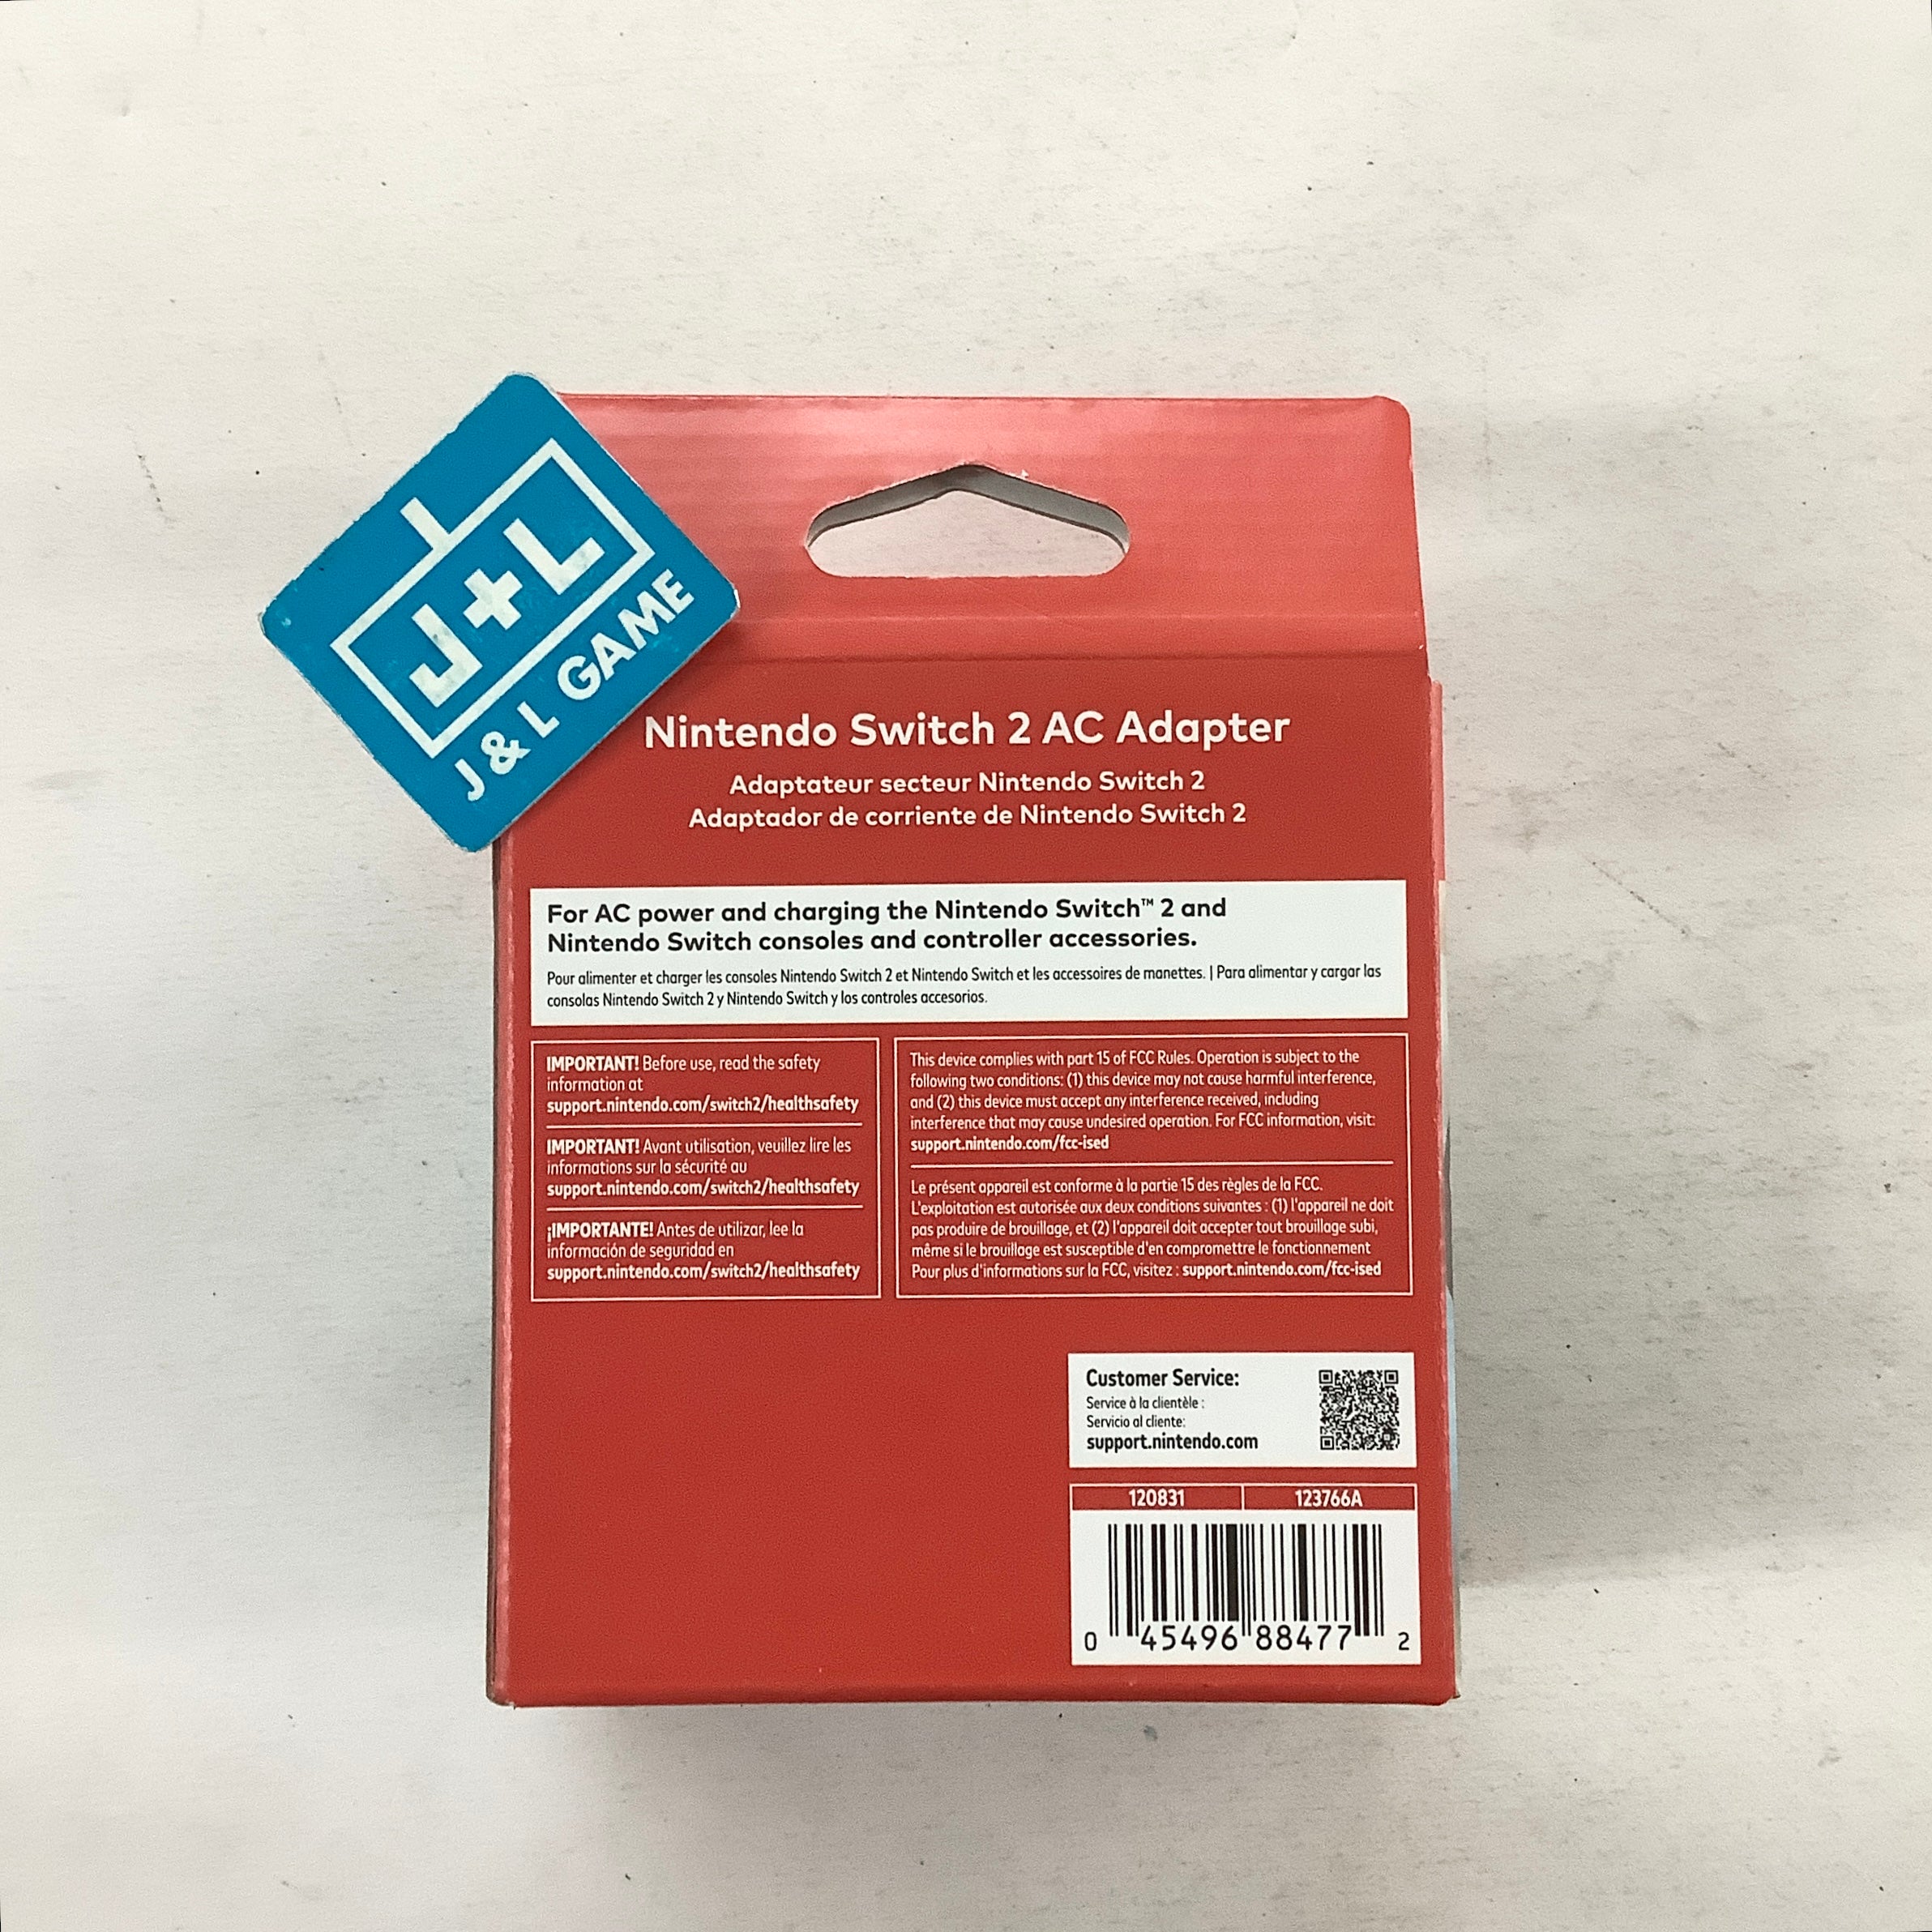 J+L
J & L GAME
Nintendo Switch 2 AC Adapter
Adaptateur secteur Nintendo Switch 2
Adaptador de corriente de Nintendo Switch 2
For AC power and charging the Nintendo Switch™ 2 and
Nintendo Switch consoles and controller accessories.
Pour alimenter et charger les consoles Nintendo Switch 2 et Nintendo Switch et les accessoires de manettes. | Para alimentar y cargar las
consolas Nintendo Switch 2 y Nintendo Switch y los controles accesorios.
IMPORTANT! Before use, read the safety
information at
support.nintendo.com/switch2/healthsafety
IMPORTANT! Avant utilisation, veuillez lire les
informations sur la sécurité au
support.nintendo.com/switch2/healthsafety
¡IMPORTANTE! Antes de utilizar, lee la
información de seguridad en
support.nintendo.com/switch2/healthsafety
This device complies with part 15 of FCC Rules. Operation is subject to the
following two conditions: (1) this device may not cause harmful interference,
and (2) this device must accept any interference received, including
interference that may cause undesired operation. For FCC information, visit:
support.nintendo.com/fcc-ised
Le présent appareil est conforme à la partie 15 des règles de la FCC.
L'exploitation est autorisée aux deux conditions suivantes : (1) l'appareil ne doit
pas produire de brouillage, et (2) l'appareil doit accepter tout brouillage subi,
même si le brouillage est susceptible d'en compromettre le fonctionnement
Pour plus d'informations sur la FCC, visitez : support.nintendo.com/fcc-ised
Customer Service:
Service à la clientèle :
Servicio al cliente:
support.nintendo.com
120831 123766A
0 45496 88477 2